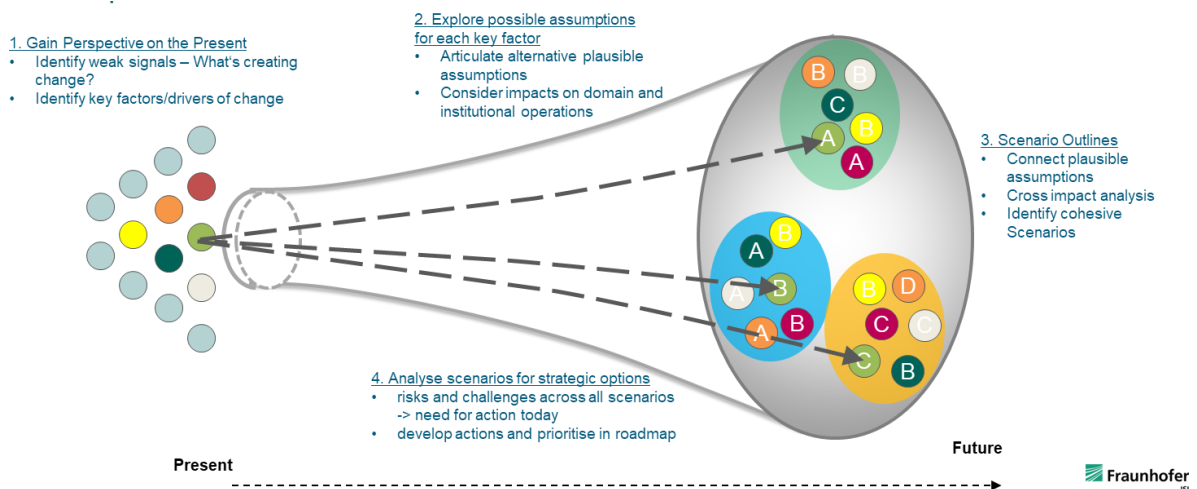 1. Gain Perspective on the Present
• Identify weak signals – What's creating
change?
• Identify key factors/drivers of change
2. Explore possible assumptions
for each key factor
• Articulate alternative plausible
assumptions
• Consider impacts on domain and
institutional operations
B
B
C
B
A
A
3. Scenario Outlines
• Connect plausible
assumptions
• Cross impact analysis
• Identify cohesive
Scenarios
B
A
A
B
B
A
B
D
C
C
C
B
4. Analyse scenarios for strategic options
• risks and challenges across all scenarios
-> need for action today
• develop actions and prioritise in roadmap
Present
Future
Fraunhofer